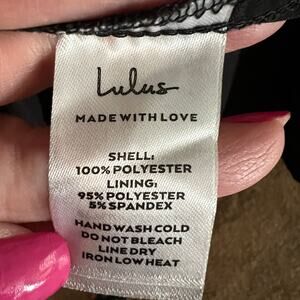 Lulus
MADE WITH LOVE
SHELL:
100% POLYESTER
LINING:
95% POLYESTER
5% SPANDEX
HAND WASH COLD
DO NOT BLEACH
LINE DRY
IRON LOW HEAT